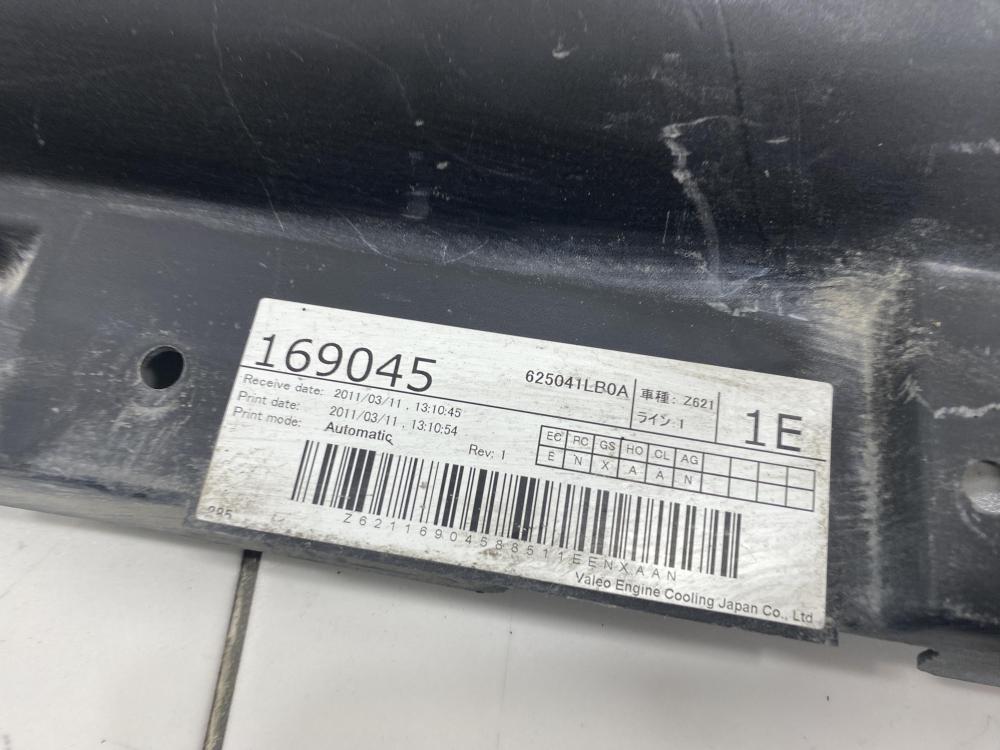 169045
625041LB0A
車種: Z621
ライン: 1
1E
Receive date: 2011/03/11 , 13:10:45
Print date: 2011/03/11 , 13:10:54
Print mode: Automatic
Rev: 1
EC RC GS HO CL AG
E N X A A N
Z62116904588511EENXAAN
285
Valeo Engine Cooling Japan Co., Ltd